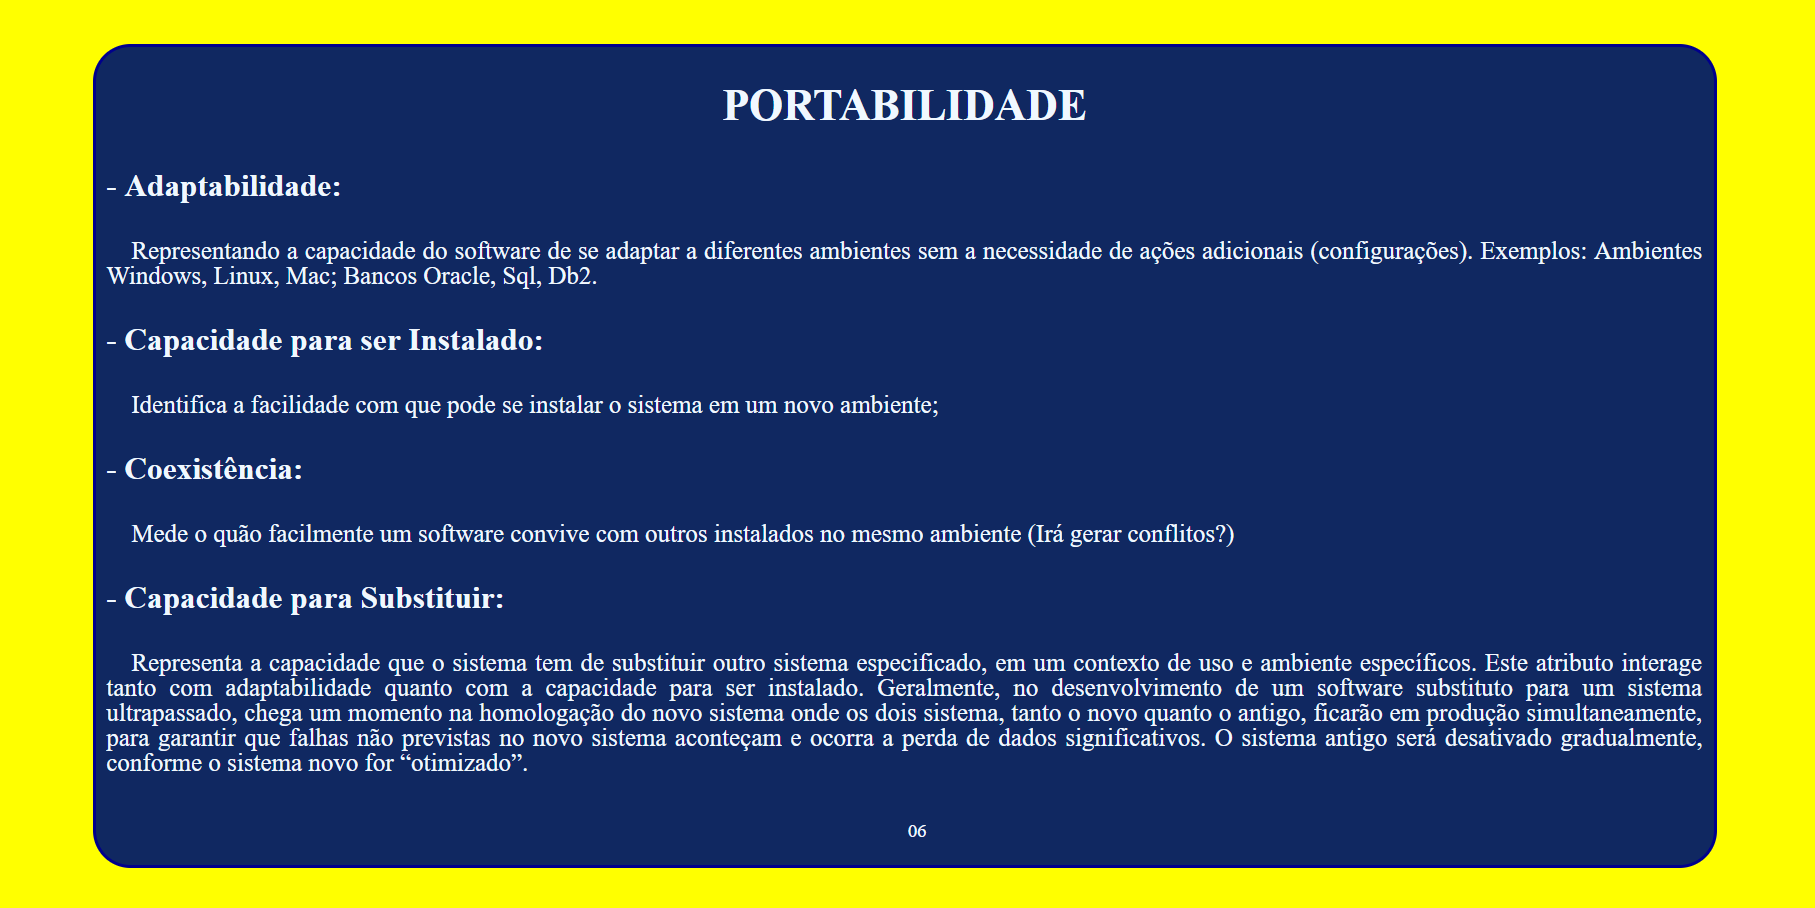 PORTABILIDADE
- Adaptabilidade:
Representando a capacidade do software de se adaptar a diferentes ambientes sem a necessidade de ações adicionais (configurações). Exemplos: Ambientes
Windows, Linux, Mac; Bancos Oracle, Sql, Db2.
- Capacidade para ser Instalado:
Identifica a facilidade com que pode se instalar o sistema em um novo ambiente;
- Coexistência:
Mede o quão facilmente um software convive com outros instalados no mesmo ambiente (Irá gerar conflitos?)
- Capacidade para Substituir:
Representa a capacidade que o sistema tem de substituir outro sistema especificado, em um contexto de uso e ambiente específicos. Este atributo interage
tanto com adaptabilidade quanto com a capacidade para ser instalado. Geralmente, no desenvolvimento de um software substituto para um sistema
ultrapassado, chega um momento na homologação do novo sistema onde os dois sistema, tanto o novo quanto o antigo, ficarão em produção simultaneamente,
para garantir que falhas não previstas no novo sistema aconteçam e ocorra a perda de dados significativos. O sistema antigo será desativado gradualmente,
conforme o sistema novo for “otimizado”.
06